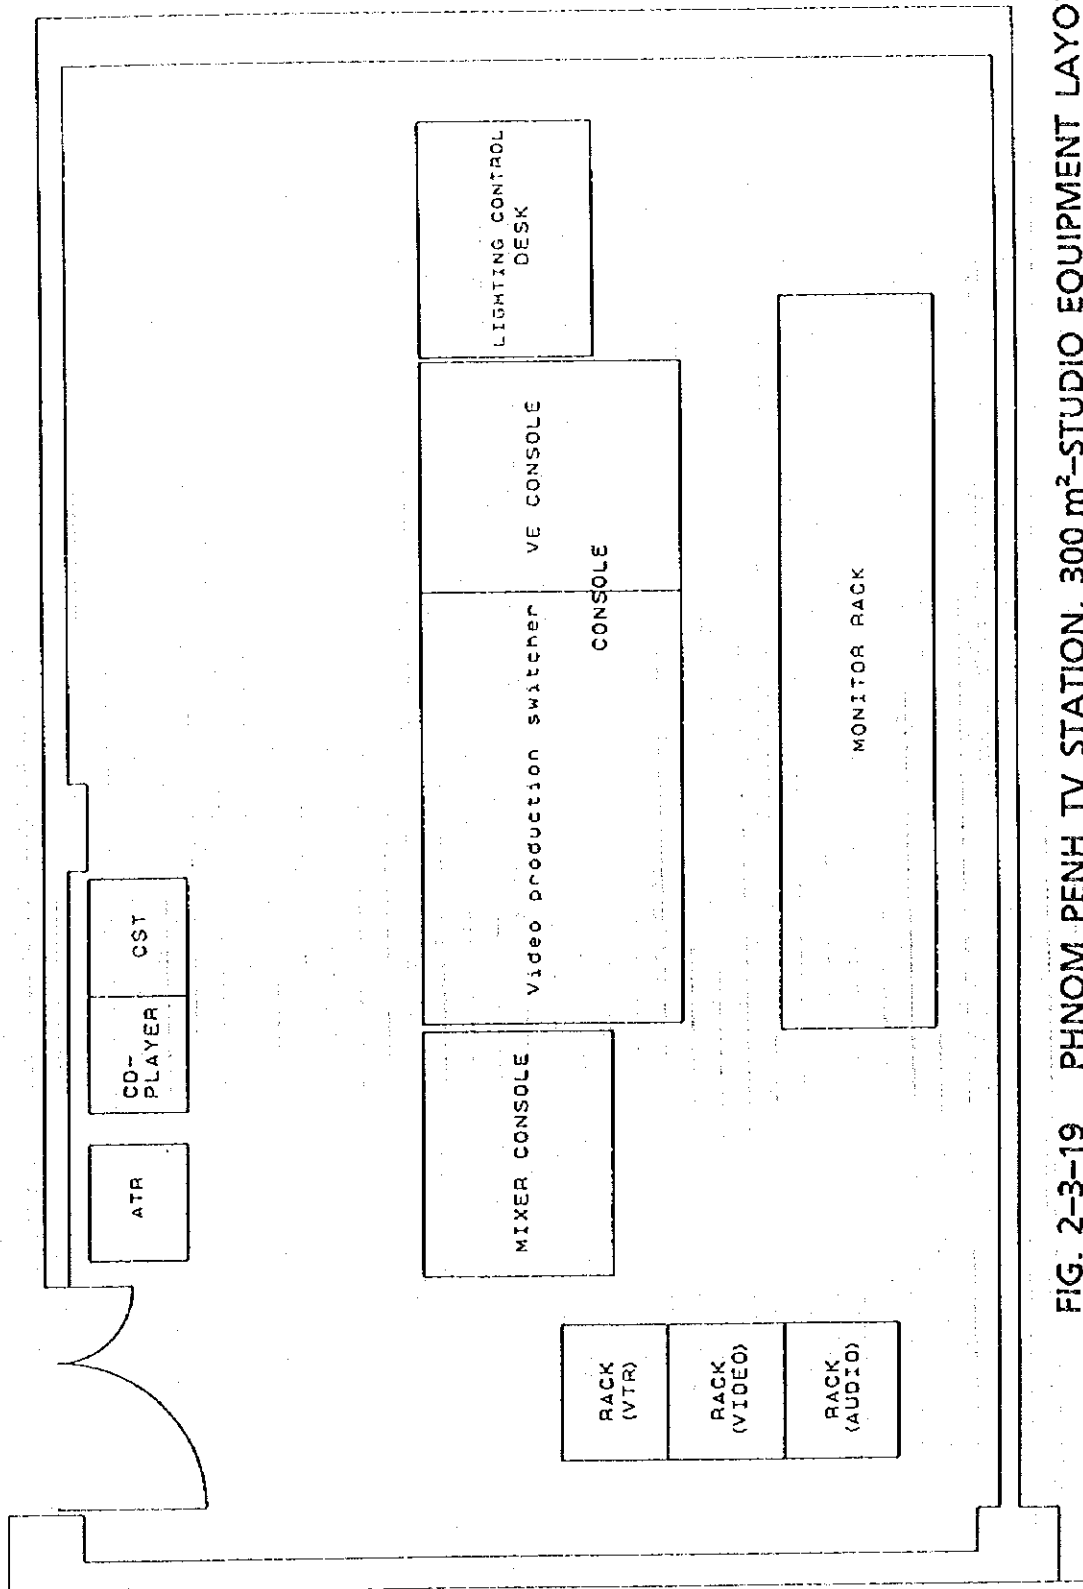 ATR
CD-
PLAYER
CST
MIXER CONSOLE
Video production switcher
VE CONSOLE
LIGHTING CONTROL
DESK
CONSOLE
RACK
(VTR)
RACK
(VIDEO)
RACK
(AUDIO)
MONITOR RACK
FIG. 2–3–19 PHNOM PENH TV STATION. 300 m²–STUDIO EQUIPMENT LAYO